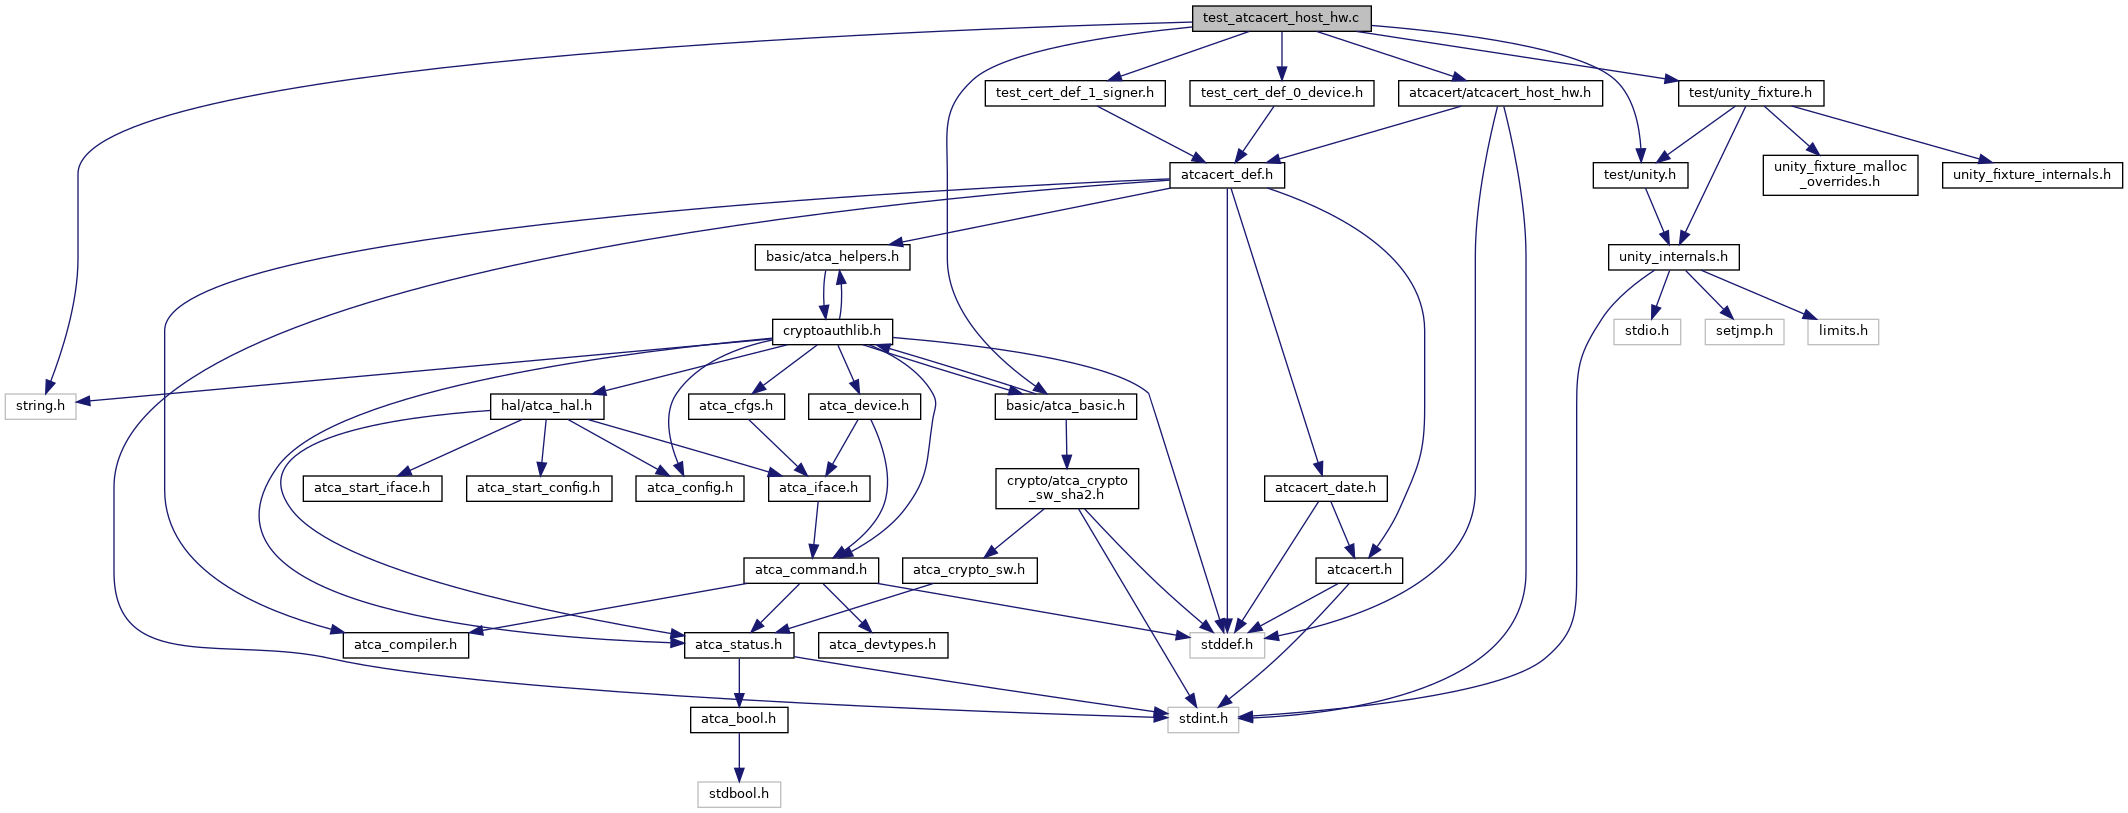 test_atcacert_host_hw.c
test_cert_def_1_signer.h
test_cert_def_0_device.h
atcacert/atcacert_host_hw.h
test/unity_fixture.h
atcacert_def.h
test/unity.h
unity_fixture_malloc
_overrides.h
unity_fixture_internals.h
basic/atca_helpers.h
unity_internals.h
cryptoauthlib.h
stdio.h
setjmp.h
limits.h
string.h
hal/atca_hal.h
atca_cfgs.h
atca_device.h
basic/atca_basic.h
atca_start_iface.h
atca_start_config.h
atca_config.h
atca_iface.h
crypto/atca_crypto
_sw_sha2.h
atcacert_date.h
atca_command.h
atca_crypto_sw.h
atcacert.h
atca_compiler.h
atca_status.h
atca_devtypes.h
stddef.h
atca_bool.h
stdint.h
stdbool.h